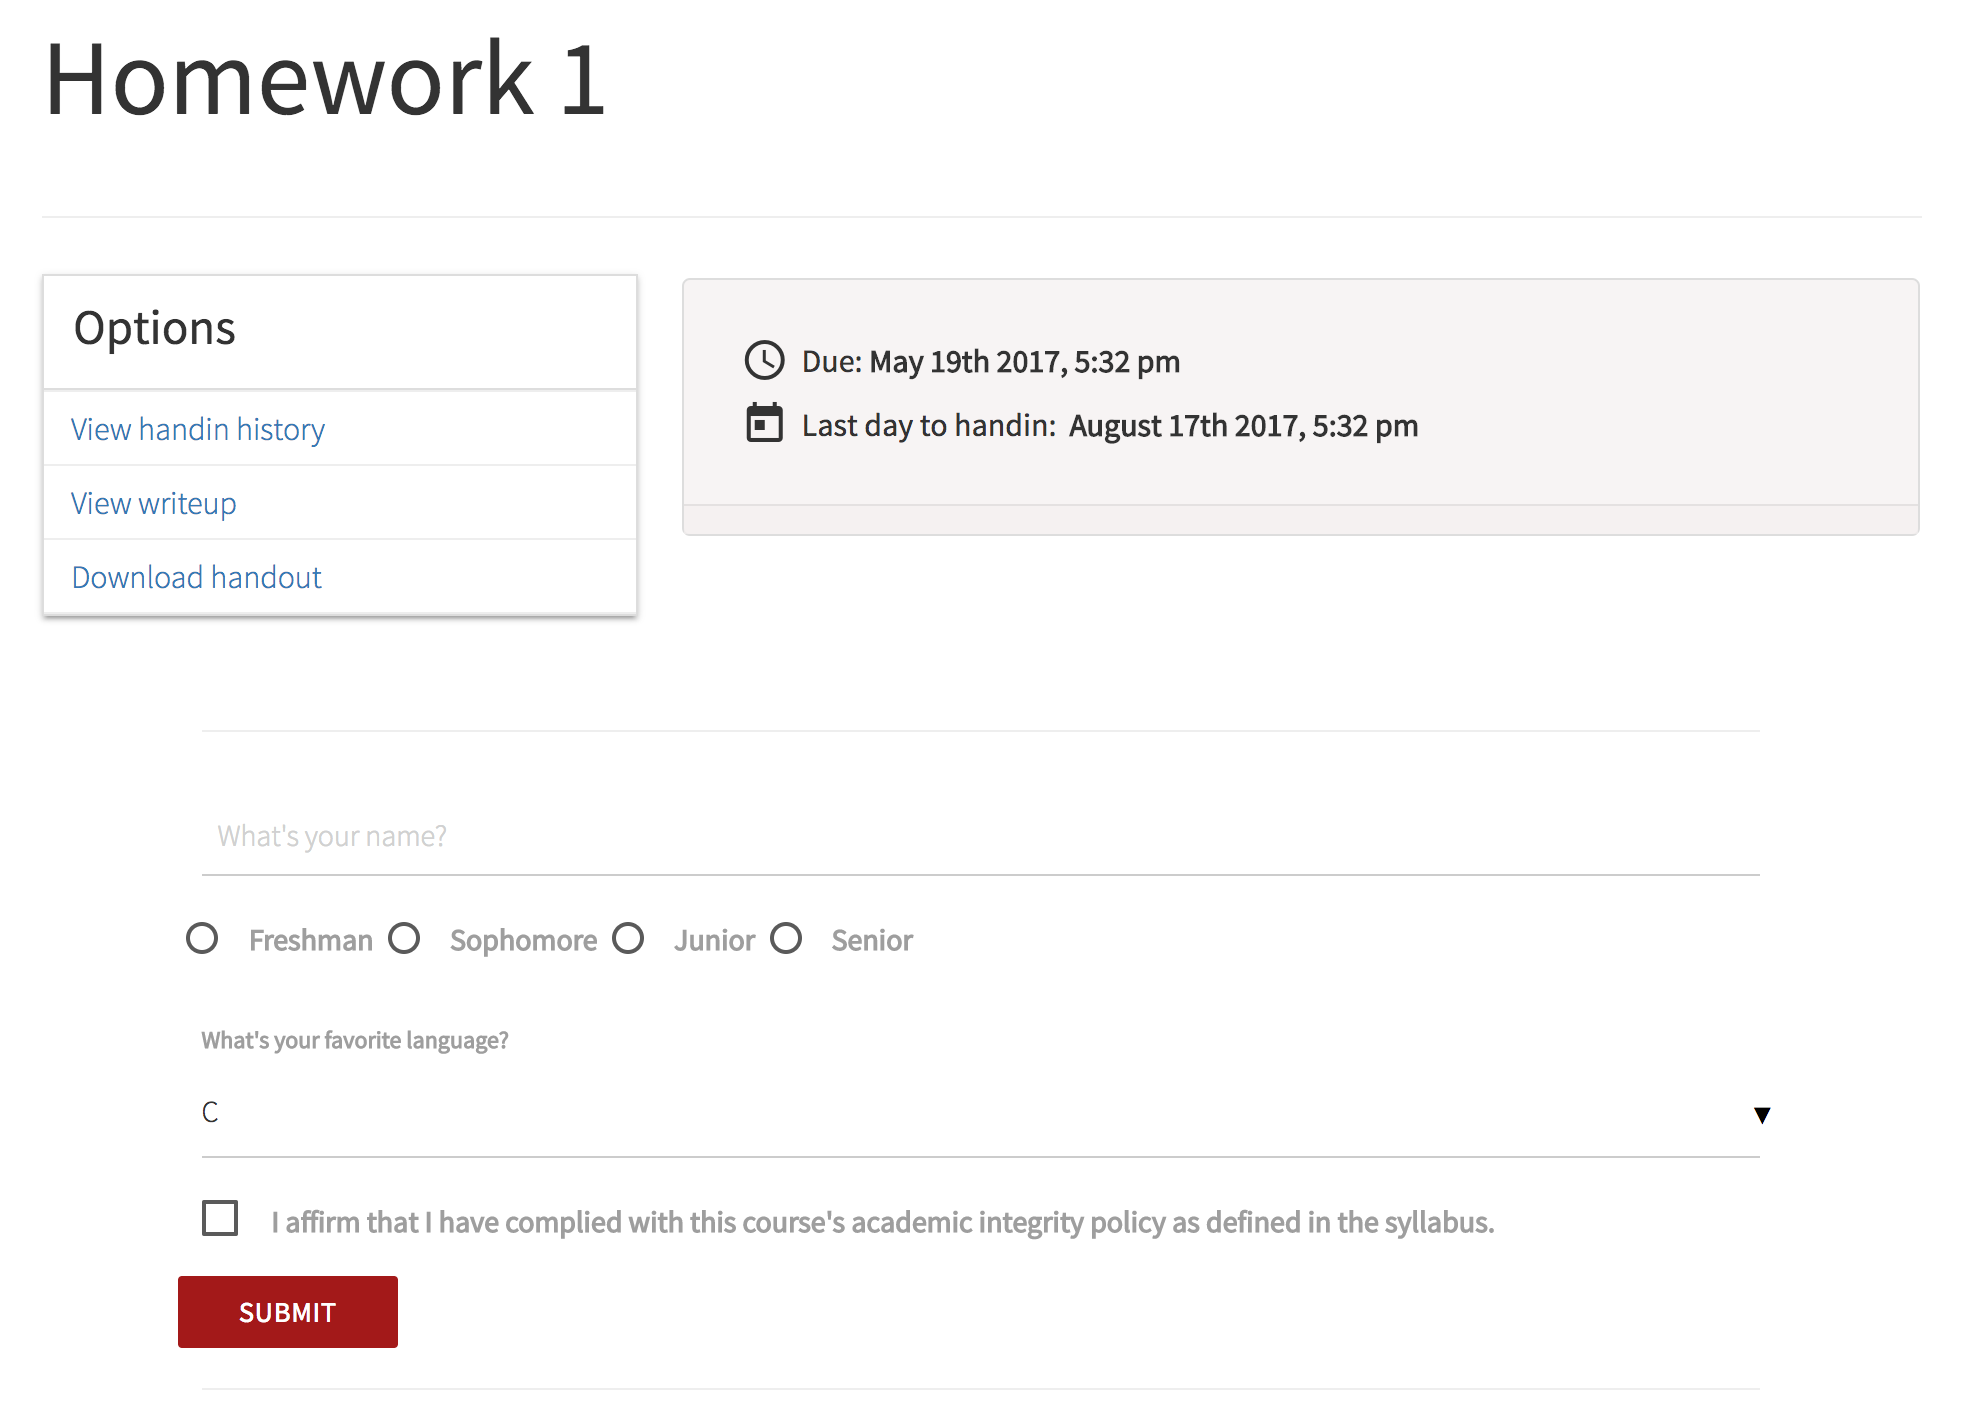 Homework 1
Options
View handin history
View writeup
Download handout
Due: May 19th 2017, 5:32 pm
Last day to handin: August 17th 2017, 5:32 pm
What's your name?
Freshman Sophomore Junior Senior
What's your favorite language?
C
I affirm that I have complied with this course's academic integrity policy as defined in the syllabus.
SUBMIT